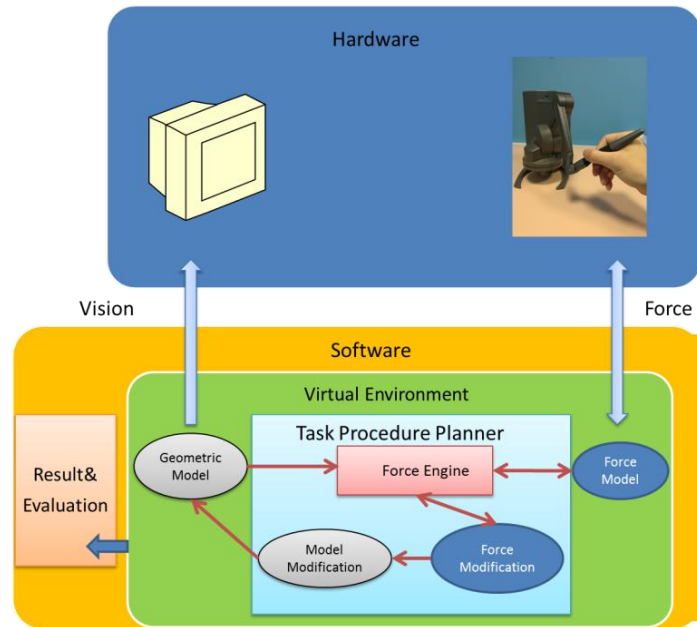 Hardware
Vision
Force
Software
Virtual Environment
Task Procedure Planner
Geometric
Model
Force Engine
Force
Model
Result&
Evaluation
Model
Modification
Force
Modification